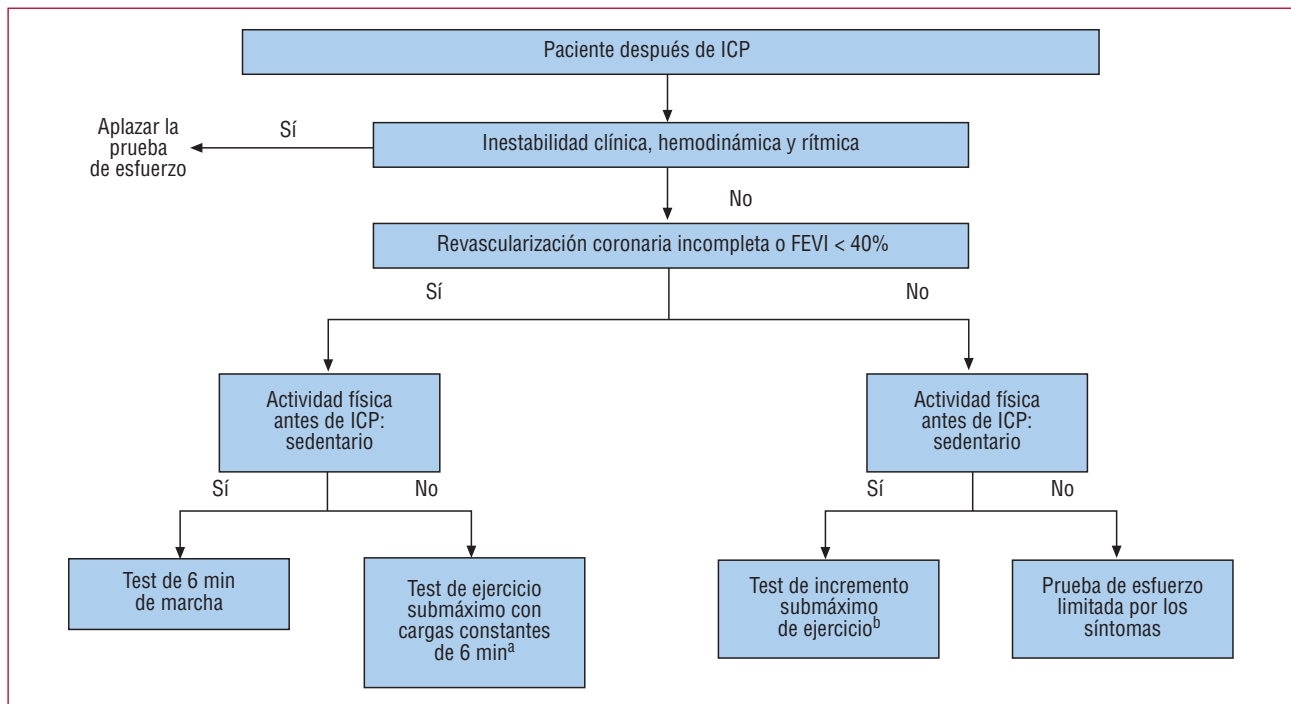 Paciente después de ICP
Aplazar la
prueba
de esfuerzo
Sí
Inestabilidad clínica, hemodinámica y rítmica
No
Revascularización coronaria incompleta o FEVI < 40%
Sí
No
Actividad física
antes de ICP:
sedentario
Actividad física
antes de ICP:
sedentario
Sí
No
Sí
No
Test de 6 min
de marcha
Test de ejercicio
submáximo con
cargas constantes
de 6 minª
Test de incremento
submáximo
de ejercicioᵇ
Prueba de esfuerzo
limitada por los
síntomas